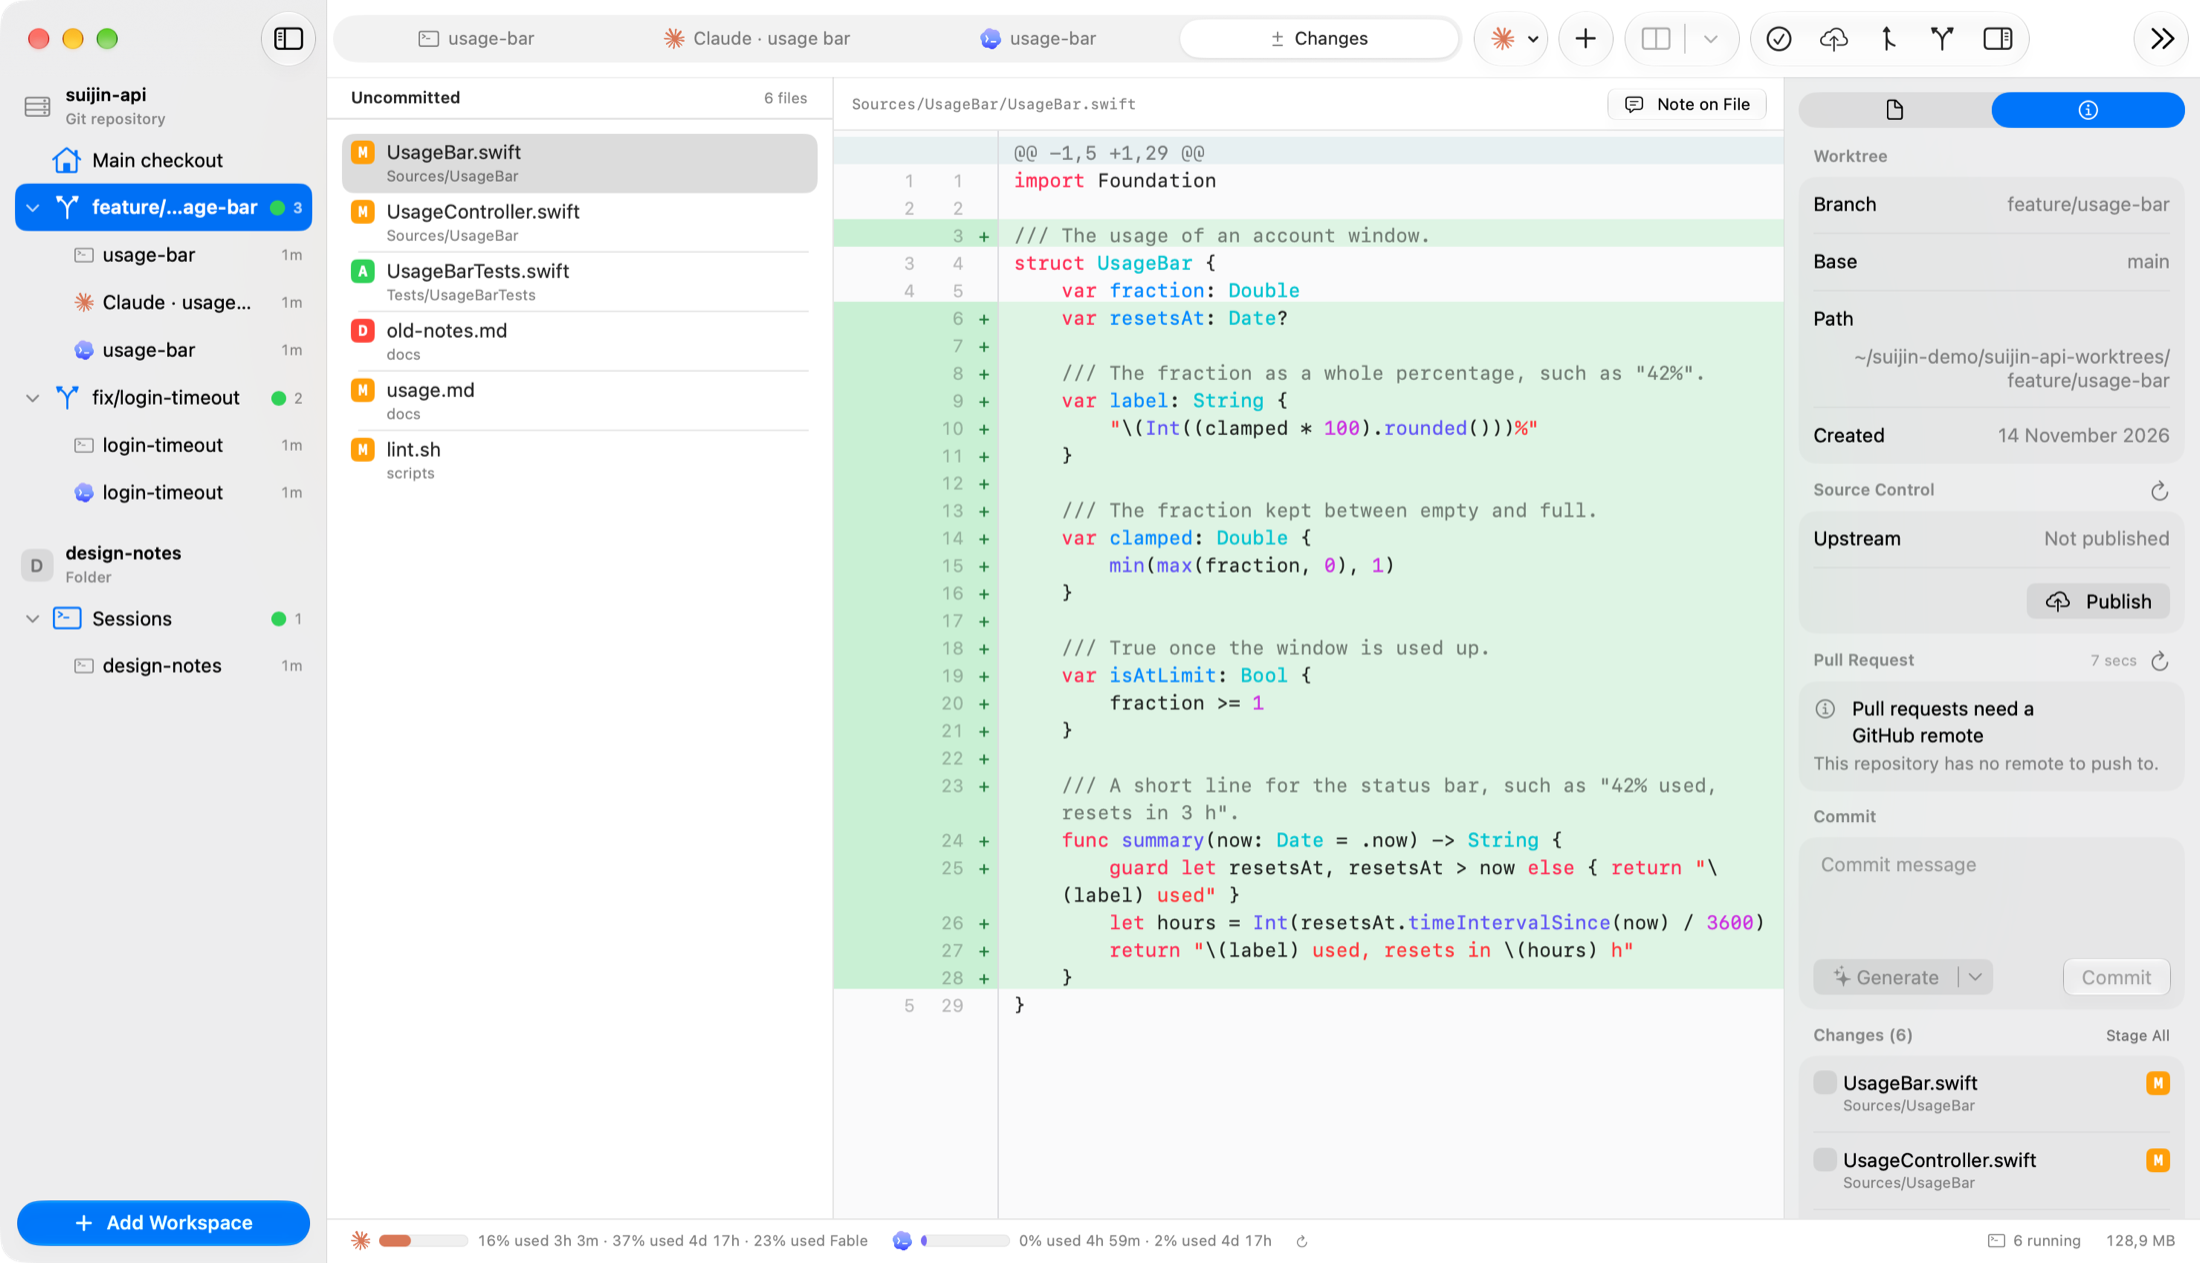 suijin-api
Git repository
Main checkout
feature/...age-bar 3
usage-bar 1m
Claude · usage... 1m
usage-bar 1m
fix/login-timeout 2
login-timeout 1m
login-timeout 1m
D
design-notes
Folder
Sessions 1
design-notes 1m
+ Add Workspace
usage-bar
Claude · usage bar
usage-bar
± Changes
Uncommitted 6 files
M UsageBar.swift
Sources/UsageBar
M UsageController.swift
Sources/UsageBar
A UsageBarTests.swift
Tests/UsageBarTests
D old-notes.md
docs
M usage.md
docs
M lint.sh
scripts
Sources/UsageBar/UsageBar.swift
Note on File
@@ -1,5 +1,29 @@
1 1 import Foundation
2 2
3 + /// The usage of an account window.
3 4 struct UsageBar {
4 5 var fraction: Double
6 + var resetsAt: Date?
7 +
8 + /// The fraction as a whole percentage, such as "42%".
9 + var label: String {
10 + "\(Int((clamped * 100).rounded()))%"
11 + }
12 +
13 + /// The fraction kept between empty and full.
14 + var clamped: Double {
15 + min(max(fraction, 0), 1)
16 + }
17 +
18 + /// True once the window is used up.
19 + var isAtLimit: Bool {
20 + fraction >= 1
21 + }
22 +
23 + /// A short line for the status bar, such as "42% used,
resets in 3 h".
24 + func summary(now: Date = .now) -> String {
25 + guard let resetsAt, resetsAt > now else { return "\
(label) used" }
26 + let hours = Int(resetsAt.timeIntervalSince(now) / 3600)
27 + return "\(label) used, resets in \(hours) h"
28 + }
5 29 }
Worktree
Branch feature/usage-bar
Base main
Path
~/suijin-demo/suijin-api-worktrees/
feature/usage-bar
Created 14 November 2026
Source Control
Upstream Not published
Publish
Pull Request 7 secs
Pull requests need a
GitHub remote
This repository has no remote to push to.
Commit
Commit message
Generate
Commit
Changes (6) Stage All
UsageBar.swift M
Sources/UsageBar
UsageController.swift M
Sources/UsageBar
16% used 3h 3m · 37% used 4d 17h · 23% used Fable
0% used 4h 59m · 2% used 4d 17h
6 running
128,9 MB